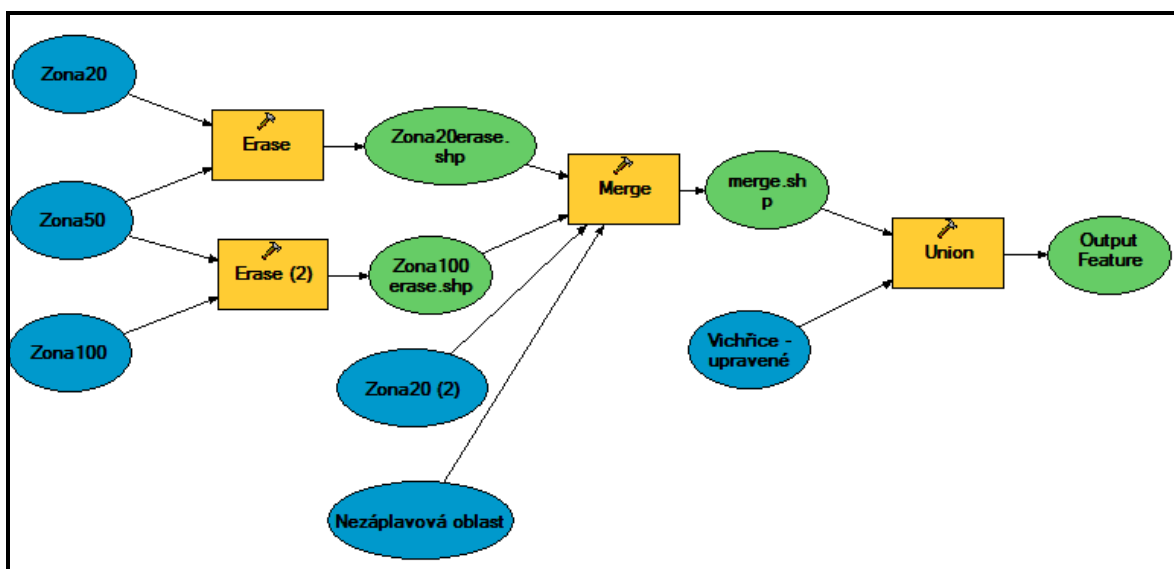 Zona20
Erase
Zona20erase.
shp
Zona50
Erase (2)
Zona100
erase.shp
Zona100
Zona20 (2)
Nezáplavová oblast
Merge
merge.sh
p
Vichřice -
upravené
Union
Output
Feature